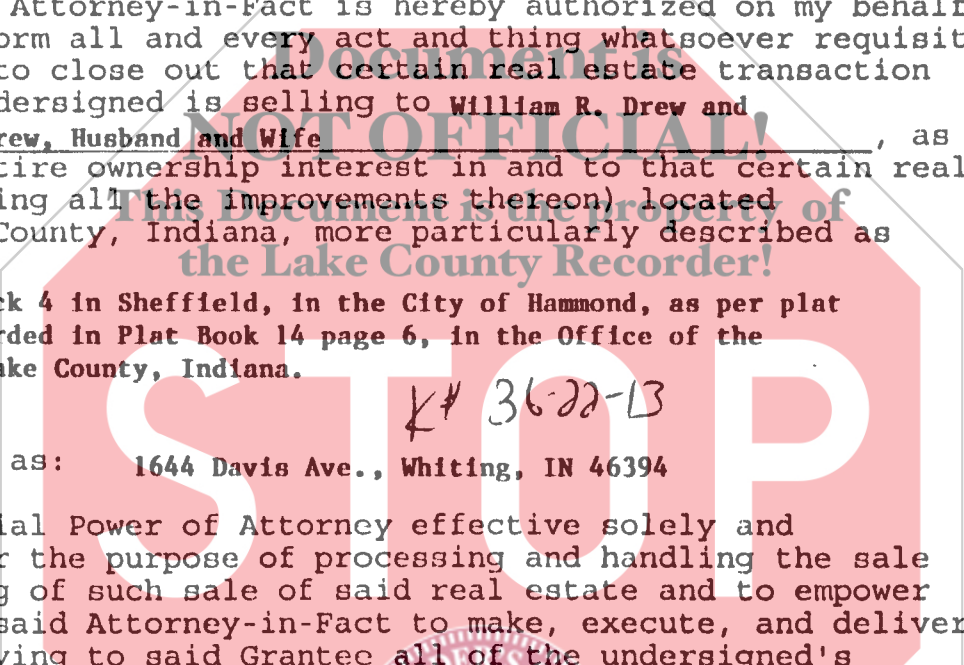 Attorney-in-Fact is hereby authorized on my behalf
orm all and every act and thing whatsoever requisit
to close out that certain real estate transaction
dersigned is selling to William R. Drew and
rew, Husband and Wife, as
tire ownership interest in and to that certain real
ing all the improvements thereon) located
County, Indiana, more particularly described as
Document is
NOT OFFICIAL!
This Document is the property of
the Lake County Recorder!
ck 4 in Sheffield, in the City of Hammond, as per plat
rded in Plat Book 14 page 6, in the Office of the
ake County, Indiana.
K# 36-22-13
as: 1644 Davis Ave., Whiting, IN 46394
STOP
ial Power of Attorney effective solely and
r the purpose of processing and handling the sale
g of such sale of said real estate and to empower
said Attorney-in-Fact to make, execute, and deliver
ying to said Grantee all of the undersigned's